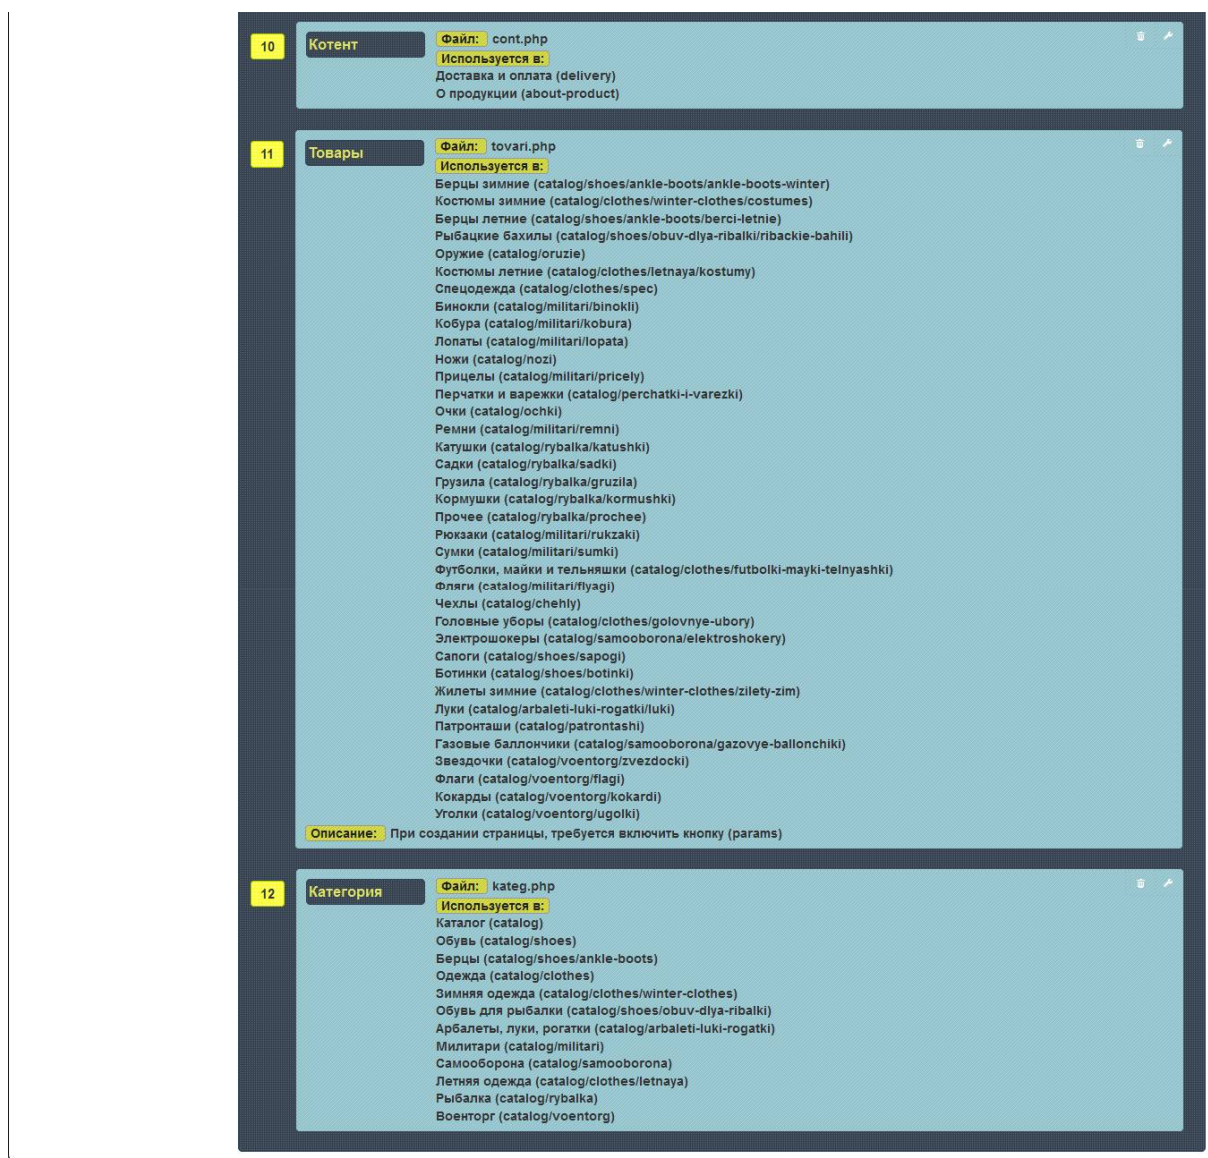 10
Котент
Файл: cont.php
Используется в:
Доставка и оплата (delivery)
О продукции (about-product)
11
Товары
Файл: tovari.php
Используется в:
Берцы зимние (catalog/shoes/ankle-boots/ankle-boots-winter)
Костюмы зимние (catalog/clothes/winter-clothes/costumes)
Берцы летние (catalog/shoes/ankle-boots/berci-letnie)
Рыбацкие бахилы (catalog/shoes/obuv-dlya-ribalki/ribackie-bahili)
Оружие (catalog/oruzie)
Костюмы летние (catalog/clothes/letnaya/kostumy)
Спецодежда (catalog/clothes/spec)
Бинокли (catalog/militari/binokli)
Кобура (catalog/militari/kobura)
Лопаты (catalog/militari/lopata)
Ножи (catalog/nozi)
Прицелы (catalog/militari/pricely)
Перчатки и варежки (catalog/perchatki-i-varezki)
Очки (catalog/ochki)
Ремни (catalog/militari/remni)
Катушки (catalog/rybalka/katushki)
Садки (catalog/rybalka/sadki)
Грузила (catalog/rybalka/gruzila)
Кормушки (catalog/rybalka/kormushki)
Прочее (catalog/rybalka/prochee)
Рюкзаки (catalog/militari/rukzaki)
Сумки (catalog/militari/sumki)
Футболки, майки и тельняшки (catalog/clothes/futbolki-mayki-telnyashki)
Фляги (catalog/militari/flyagi)
Чехлы (catalog/chehly)
Головные уборы (catalog/clothes/golovnye-ubory)
Электрошокеры (catalog/samooborona/elektroshokery)
Сапоги (catalog/shoes/sapogi)
Ботинки (catalog/shoes/botinki)
Жилеты зимние (catalog/clothes/winter-clothes/zilety-zim)
Луки (catalog/arbaleti-luki-rogatki/luki)
Патронташи (catalog/patrontashi)
Газовые баллончики (catalog/samooborona/gazovye-ballonchiki)
Звездочки (catalog/voentorg/zvezdocki)
Флаги (catalog/voentorg/flagi)
Кокарды (catalog/voentorg/kokardi)
Уголки (catalog/voentorg/ugolki)
Описание: При создании страницы, требуется включить кнопку (params)
12
Категория
Файл: kateg.php
Используется в:
Каталог (catalog)
Обувь (catalog/shoes)
Берцы (catalog/shoes/ankle-boots)
Одежда (catalog/clothes)
Зимняя одежда (catalog/clothes/winter-clothes)
Обувь для рыбалки (catalog/shoes/obuv-dlya-ribalki)
Арбалеты, луки, рогатки (catalog/arbaleti-luki-rogatki)
Милитари (catalog/militari)
Самооборона (catalog/samooborona)
Летняя одежда (catalog/clothes/letnaya)
Рыбалка (catalog/rybalka)
Военторг (catalog/voentorg)